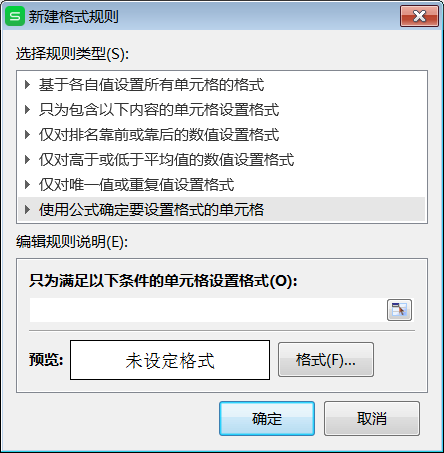 新建格式规则
选择规则类型(S):
基于各自值设置所有单元格的格式
只为包含以下内容的单元格设置格式
仅对排名靠前或靠后的数值设置格式
仅对高于或低于平均值的数值设置格式
仅对唯一值或重复值设置格式
使用公式确定要设置格式的单元格
编辑规则说明(E):
只为满足以下条件的单元格设置格式(O):
预览: 未设定格式 格式(F)...
确定 取消